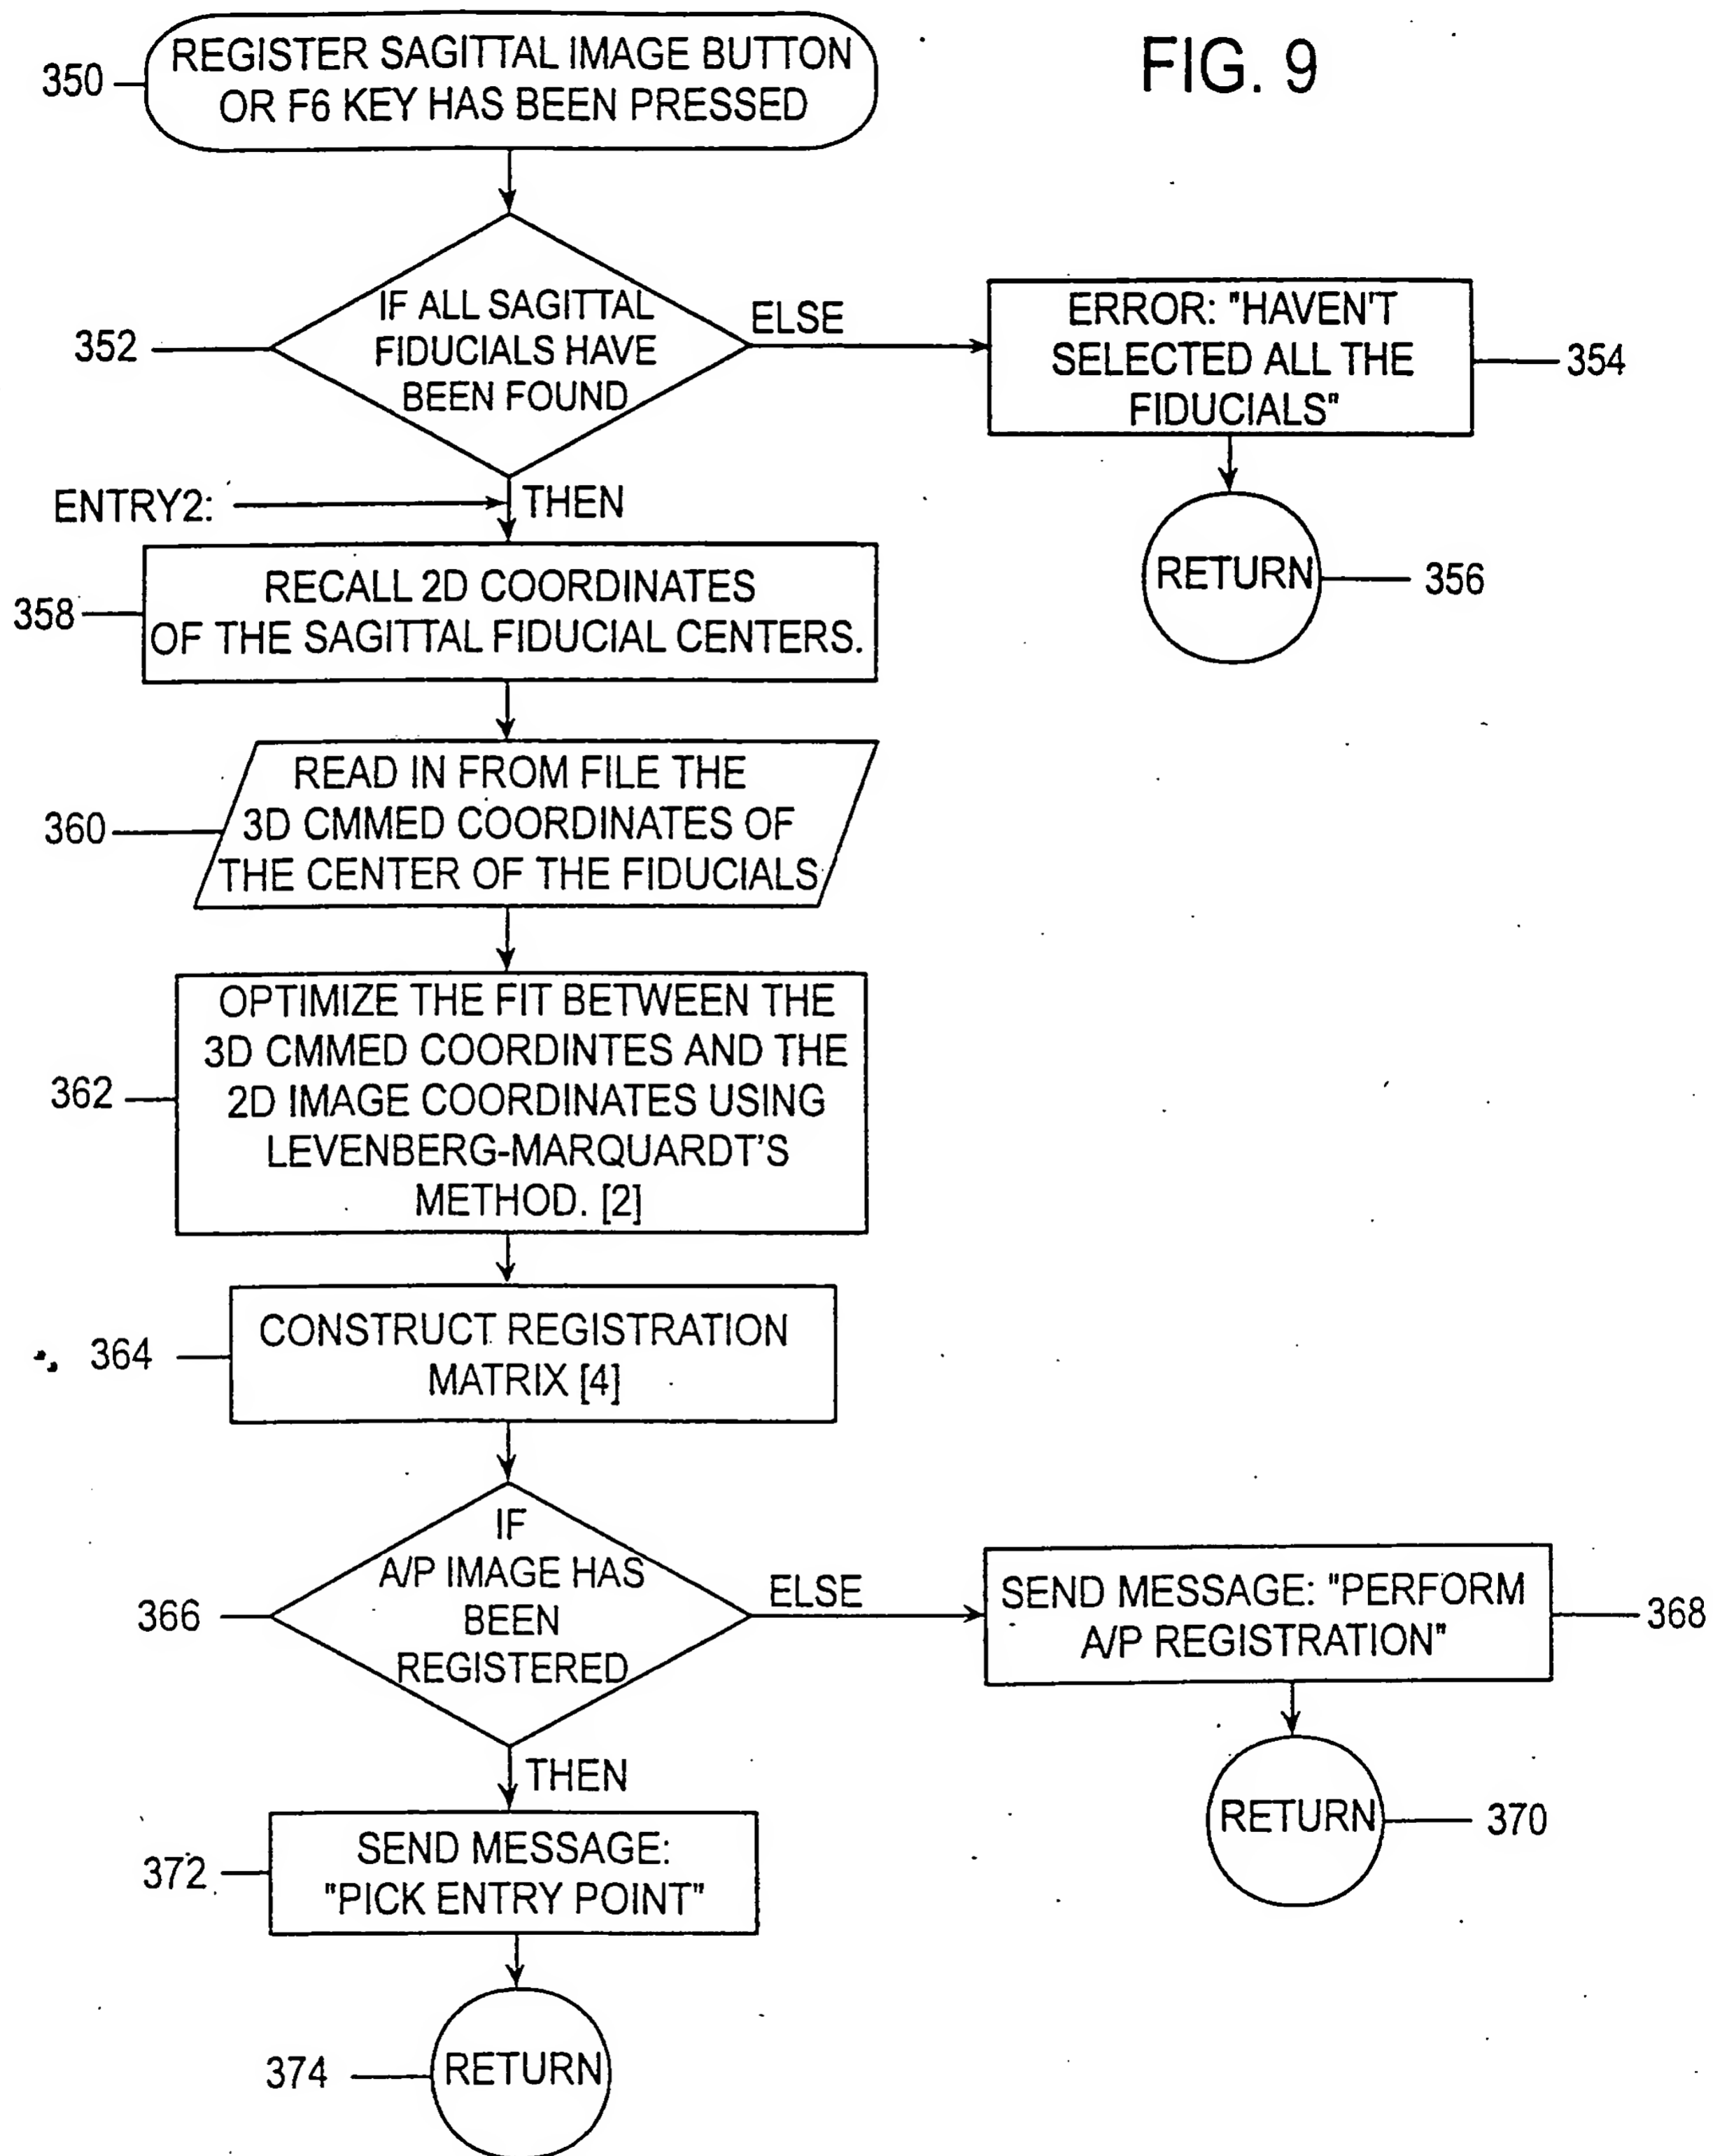 FIG. 9
350
REGISTER SAGITTAL IMAGE BUTTON
OR F6 KEY HAS BEEN PRESSED
352
IF ALL SAGITTAL
FIDUCIALS HAVE
BEEN FOUND
ELSE
ERROR: "HAVEN'T
SELECTED ALL THE
FIDUCIALS"
354
RETURN
356
ENTRY2:
THEN
358
RECALL 2D COORDINATES
OF THE SAGITTAL FIDUCIAL CENTERS.
360
READ IN FROM FILE THE
3D CMMED COORDINATES OF
THE CENTER OF THE FIDUCIALS
362
OPTIMIZE THE FIT BETWEEN THE
3D CMMED COORDINTES AND THE
2D IMAGE COORDINATES USING
LEVENBERG-MARQUARDT'S
METHOD. [2]
364
CONSTRUCT REGISTRATION
MATRIX [4]
366
IF
A/P IMAGE HAS
BEEN
REGISTERED
ELSE
SEND MESSAGE: "PERFORM
A/P REGISTRATION"
368
RETURN
370
THEN
372
SEND MESSAGE:
"PICK ENTRY POINT"
374
RETURN